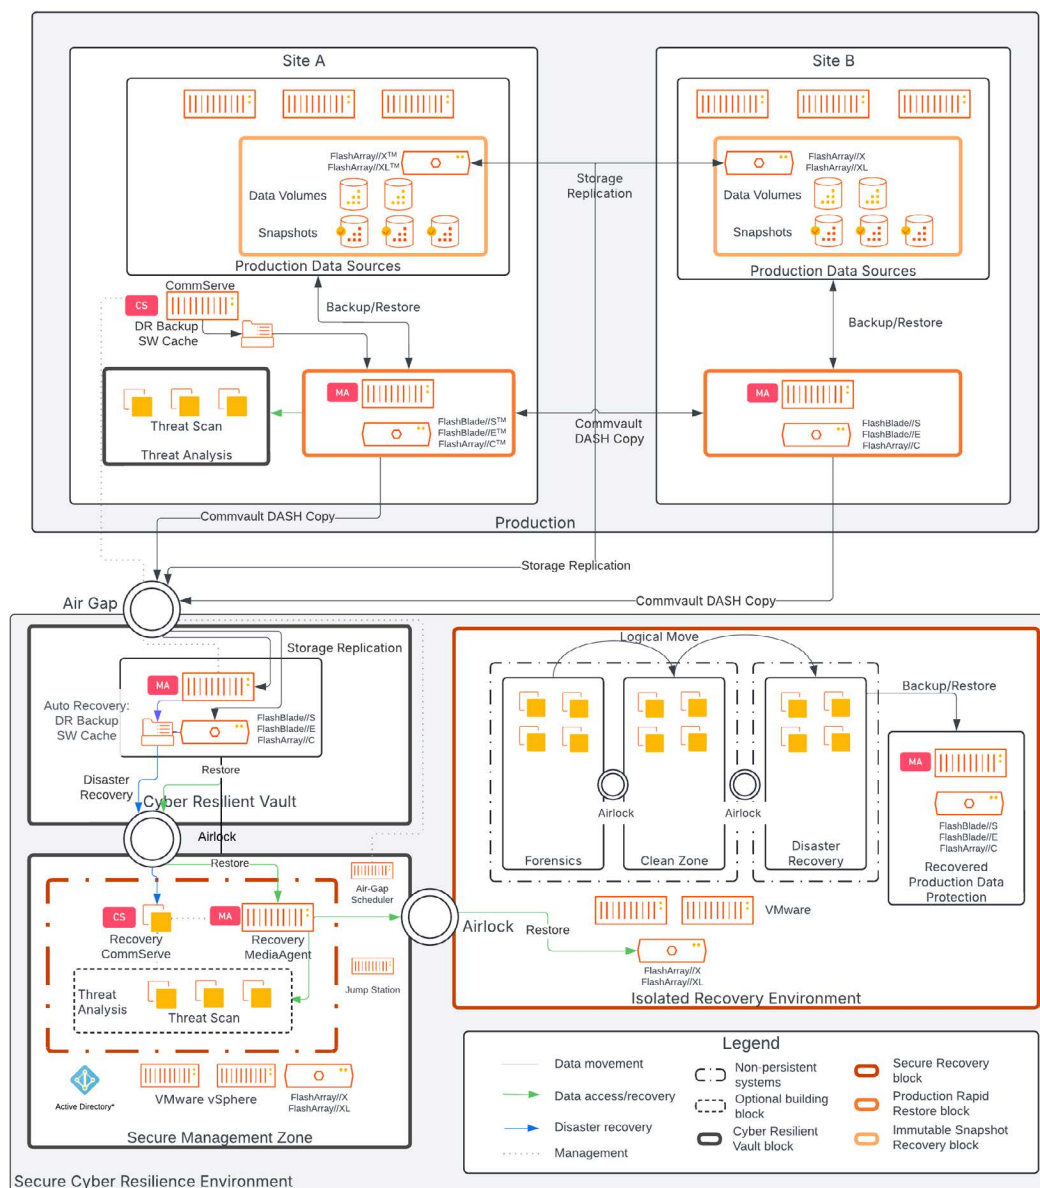 Site A
Site B
FlashArray//X™
FlashArray//XL™
FlashArray//X
FlashArray//XL
Data Volumes
Storage
Replication
Data Volumes
Snapshots
Snapshots
Production Data Sources
Production Data Sources
CommServe
CS
DR Backup
SW Cache
Backup/Restore
Backup/Restore
MA
MA
Threat Scan
Threat Analysis
FlashBlade//S™
FlashBlade//E™
FlashArray//C™
Commvault
DASH Copy
FlashBlade//S
FlashBlade//E
FlashArray//C
Commvault DASH Copy
Production
Storage Replication
Air Gap
Commvault DASH Copy
Storage Replication
MA
Auto Recovery:
DR Backup
SW Cache
FlashBlade//S
FlashBlade//E
FlashArray//C
Restore
Disaster
Recovery
Cyber Resilient Vault
Airlock
Logical Move
Backup/Restore
MA
Airlock
Airlock
FlashBlade//S
FlashBlade//E
FlashArray//C
Forensics
Clean Zone
Disaster
Recovery
Recovered
Production Data
Protection
Restore
Air-Gap
Scheduler
CS
MA
Recovery
CommServe
Recovery
MediaAgent
Airlock
VMware
Restore
Jump Station
FlashArray//X
FlashArray//XL
Isolated Recovery Environment
Threat
Analysis
Threat Scan
Active Directory*
VMware vSphere
FlashArray//X
FlashArray//XL
Secure Management Zone
Legend
Data movement
Data access/recovery
Disaster recovery
Management
Non-persistent
systems
Optional building
block
Cyber Resilient
Vault block
Secure Recovery
block
Production Rapid
Restore block
Immutable Snapshot
Recovery block
Secure Cyber Resilience Environment